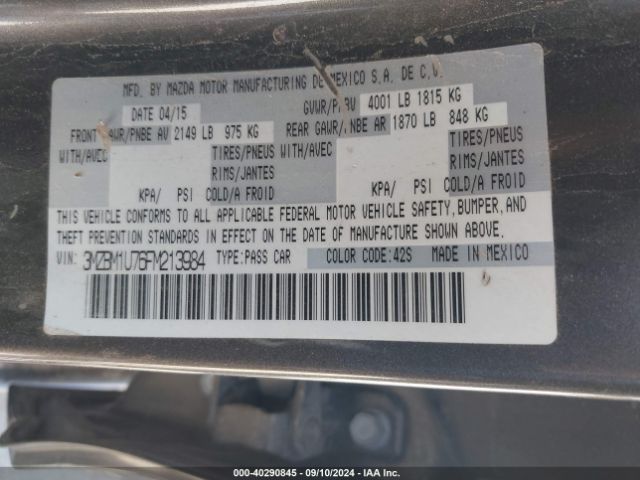 MFD. BY MAZDA MOTOR MANUFACTURING DE MEXICO S.A. DE C.V.
DATE 04/15 GVWR/PNBV 4001 LB 1815 KG
FRONT GAWR/PNBE AV 2149 LB 975 KG REAR GAWR/PNBE AR 1870 LB 848 KG
WITH/AVEC TIRES/PNEUS WITH/AVEC TIRES/PNEUS
RIMS/JANTES RIMS/JANTES
KPA/ PSI COLD/A FROID KPA/ PSI COLD/A FROID
THIS VEHICLE CONFORMS TO ALL APPLICABLE FEDERAL MOTOR VEHICLE SAFETY, BUMPER, AND
THEFT PREVENTION STANDARDS IN EFFECT ON THE DATE OF MANUFACTURE SHOWN ABOVE.
VIN: 3MZBM1U76FM213984 TYPE:PASS CAR COLOR CODE:42S MADE IN MEXICO
000-40290845 - 09/10/2024 - IAA Inc.